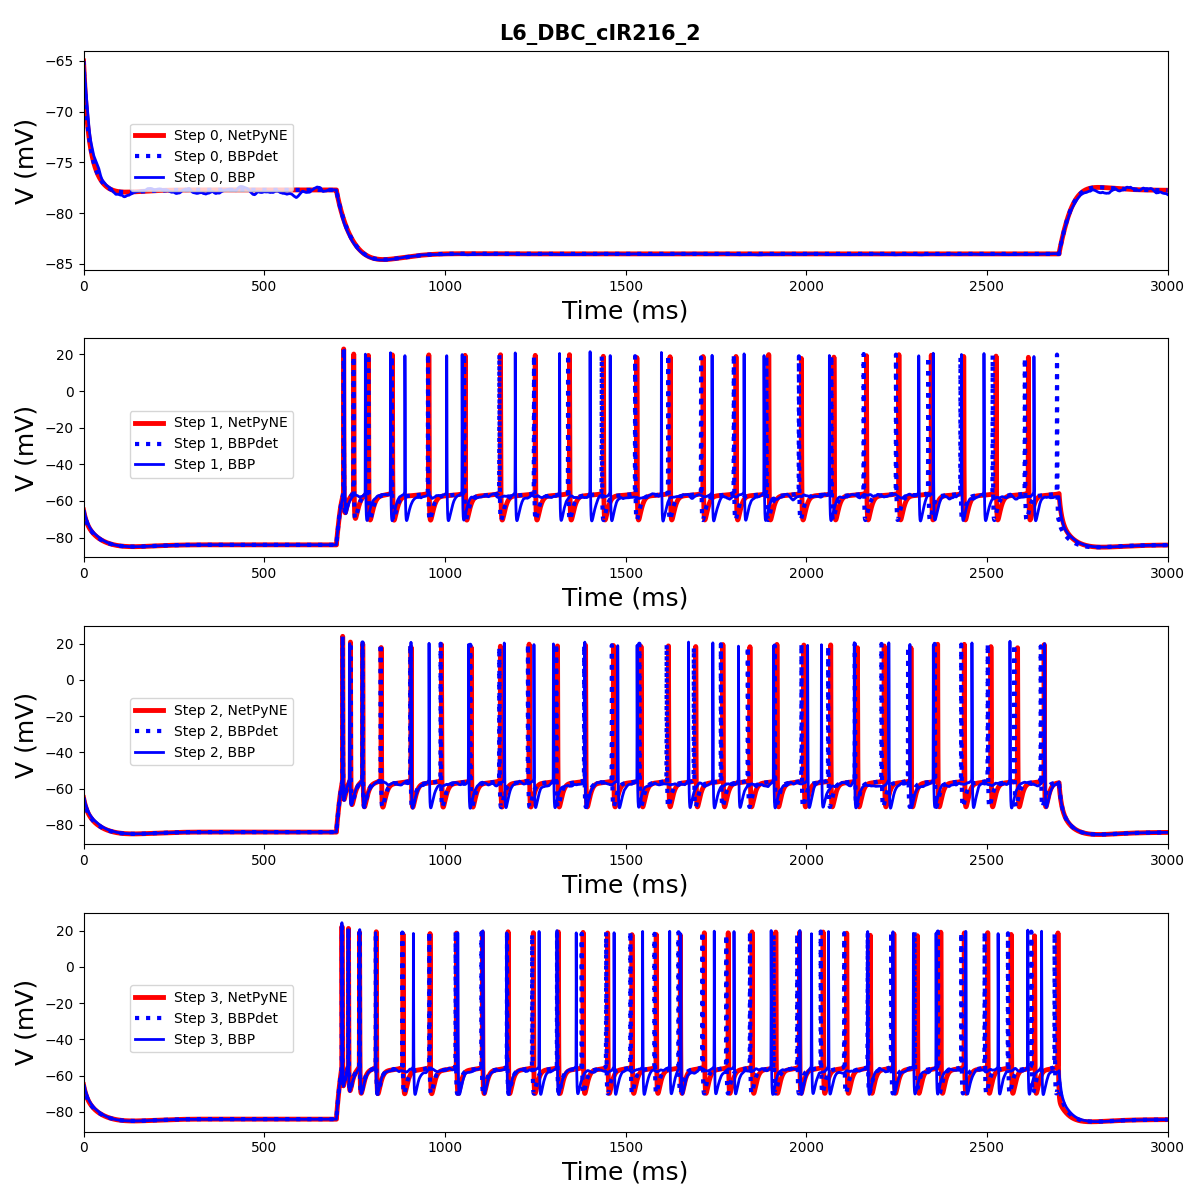 L6_DBC_cIR216_2
−65
−70
−75
−80
−85
V (mV)
Step 0, NetPyNE
Step 0, BBPdet
Step 0, BBP
0 500 1000 1500 2000 2500 3000
Time (ms)
20
0
−20
−40
−60
−80
V (mV)
Step 1, NetPyNE
Step 1, BBPdet
Step 1, BBP
0 500 1000 1500 2000 2500 3000
Time (ms)
20
0
−20
−40
−60
−80
V (mV)
Step 2, NetPyNE
Step 2, BBPdet
Step 2, BBP
0 500 1000 1500 2000 2500 3000
Time (ms)
20
0
−20
−40
−60
−80
V (mV)
Step 3, NetPyNE
Step 3, BBPdet
Step 3, BBP
0 500 1000 1500 2000 2500 3000
Time (ms)